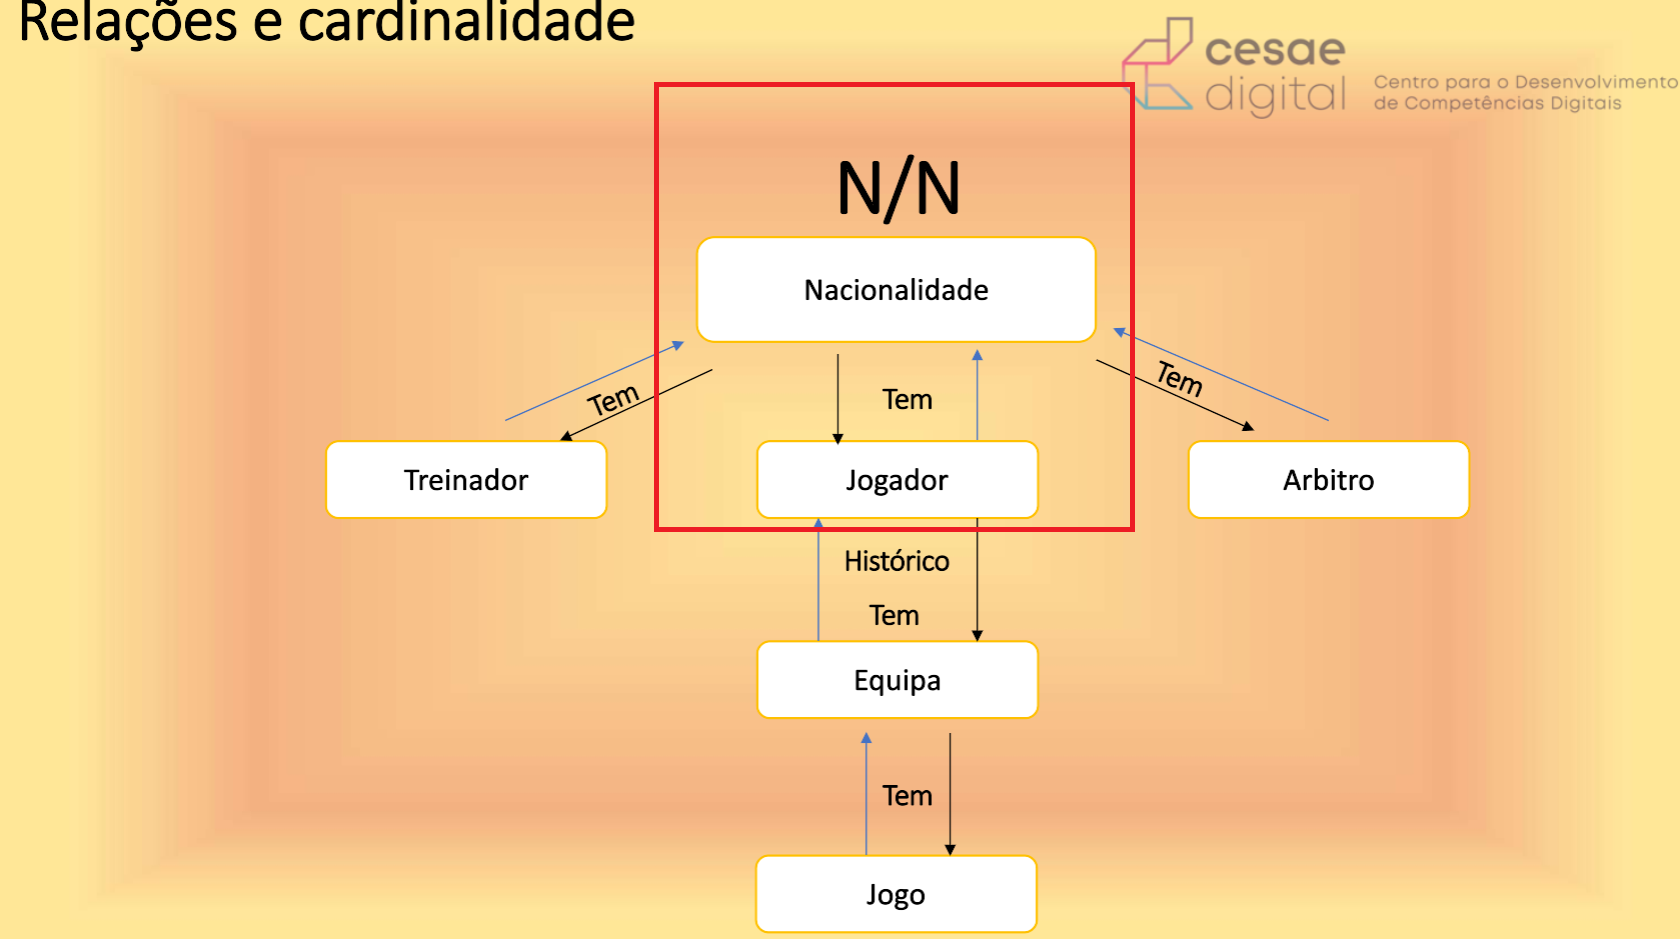 Relações e cardinalidade
cesae
digital
Centro para o Desenvolvimento
de Competências Digitais
N/N
Nacionalidade
Tem
Tem
Tem
Treinador
Jogador
Arbitro
Histórico
Tem
Equipa
Tem
Jogo